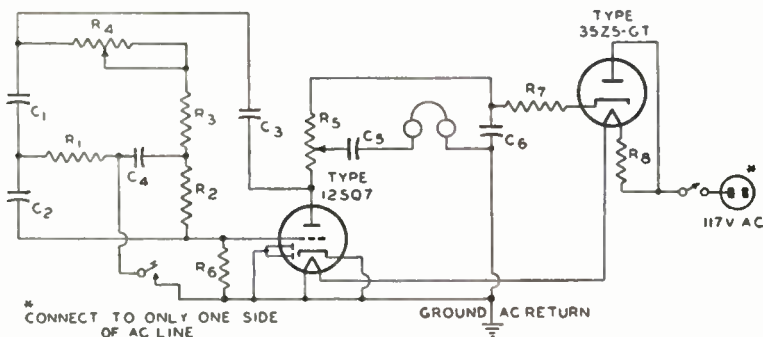 R4
TYPE
35Z5-GT
C1
R3
C3
R5
R7
R1
C4
C5
C6
R8
*
C2
R2
TYPE
12SQ7
117V AC
R6
*
CONNECT TO ONLY ONE SIDE
OF AC LINE
GROUND AC RETURN